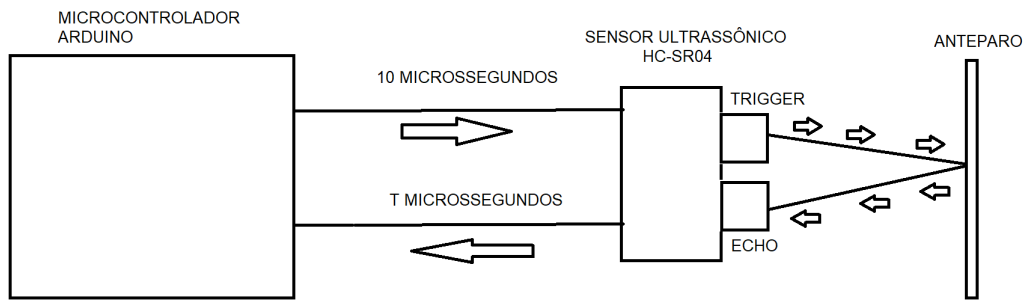 MICROCONTROLADOR
ARDUINO
10 MICROSSEGUNDOS
T MICROSSEGUNDOS
SENSOR ULTRASSÔNICO
HC-SR04
TRIGGER
ECHO
ANTEPARO